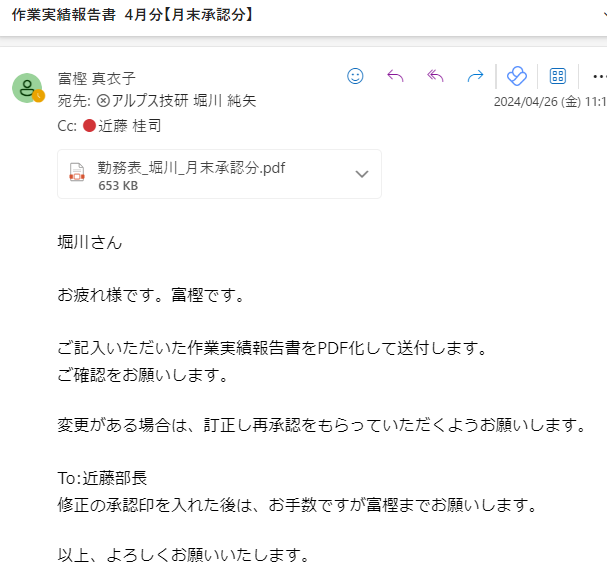 作業実績報告書 4月分【月末承認分】
富樫 真衣子
宛先: アルプス技研 堀川 純矢
2024/04/26 (金) 11:1
Cc: 近藤 桂司
勤務表_堀川_月末承認分.pdf
653 KB
堀川さん
お疲れ様です。富樫です。
ご記入いただいた作業実績報告書をPDF化して送付します。
ご確認をお願いします。
変更がある場合は、訂正し再承認をもらっていただくようお願いします。
To:近藤部長
修正の承認印を入れた後は、お手数ですが富樫までお願いします。
以上、よろしくお願いいたします。